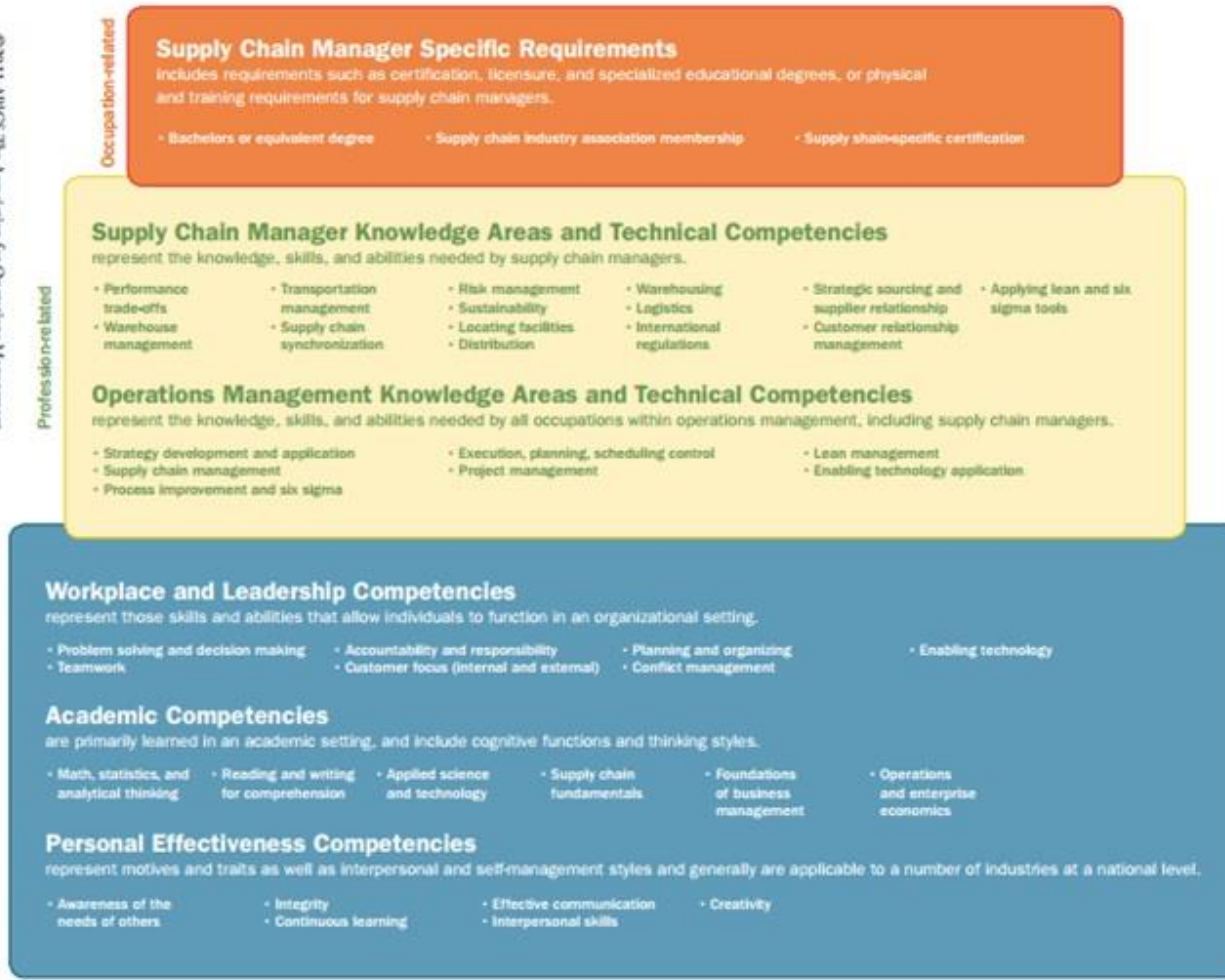 Occupation-related
Supply Chain Manager Specific Requirements
includes requirements such as certification, licensure, and specialized educational degrees, or physical
and training requirements for supply chain managers.
• Bachelors or equivalent degree • Supply chain industry association membership • Supply shain-specific certification
Profession-related
Supply Chain Manager Knowledge Areas and Technical Competencies
represent the knowledge, skills, and abilities needed by supply chain managers.
• Performance • Transportation • Risk management • Warehousing • Strategic sourcing and • Applying lean and six
trade-offs management • Sustainability • Logistics supplier relationship sigma tools
• Warehouse • Supply chain • Locating facilities • International • Customer relationship
management synchronization • Distribution regulations management
Operations Management Knowledge Areas and Technical Competencies
represent the knowledge, skills, and abilities needed by all occupations within operations management, including supply chain managers.
• Strategy development and application • Execution, planning, scheduling control • Lean management
• Supply chain management • Project management • Enabling technology application
• Process improvement and six sigma
Workplace and Leadership Competencies
represent those skills and abilities that allow individuals to function in an organizational setting.
• Problem solving and decision making • Accountability and responsibility • Planning and organizing • Enabling technology
• Teamwork • Customer focus (internal and external) • Conflict management
Academic Competencies
are primarily learned in an academic setting, and include cognitive functions and thinking styles.
• Math, statistics, and • Reading and writing • Applied science • Supply chain • Foundations • Operations
analytical thinking for comprehension and technology fundamentals of business and enterprise
management economics
Personal Effectiveness Competencies
represent motives and traits as well as interpersonal and self-management styles and generally are applicable to a number of industries at a national level.
• Awareness of the • Integrity • Effective communication • Creativity
needs of others • Continuous learning • Interpersonal skills